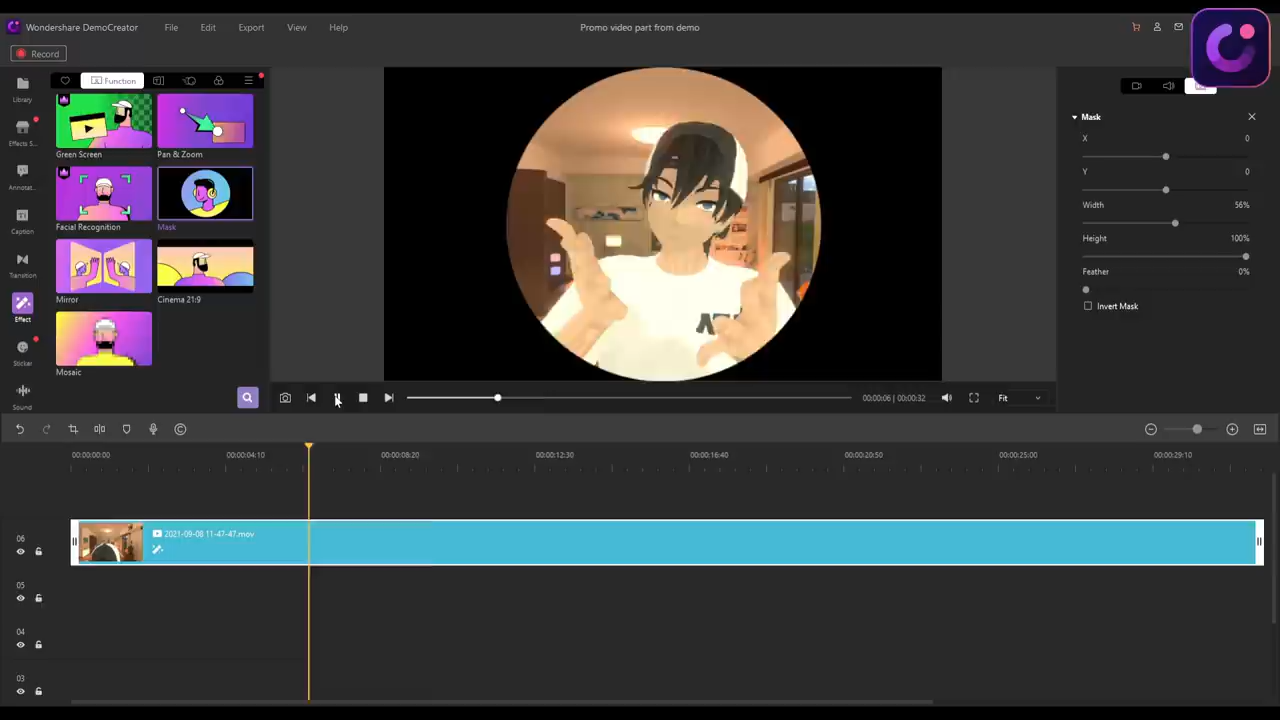 Wondershare DemoCreator File Edit Export View Help Promo video part from demo
Record
Function
Library
Effects S...
Annotat...
Caption
Transition
Effect
Sticker
Sound
Green Screen Pan & Zoom
Facial Recognition Mask
Mirror Cinema 21:9
Mosaic
Mask
X 0
Y 0
Width 56%
Height 100%
Feather 0%
Invert Mask
00:00:06 | 00:00:32 Fit
00:00:00:00 00:00:04:10 00:00:08:20 00:00:12:30 00:00:16:40 00:00:20:50 00:00:25:00 00:00:29:10
06 2021-09-08 11-47-47.mov
05
04
03